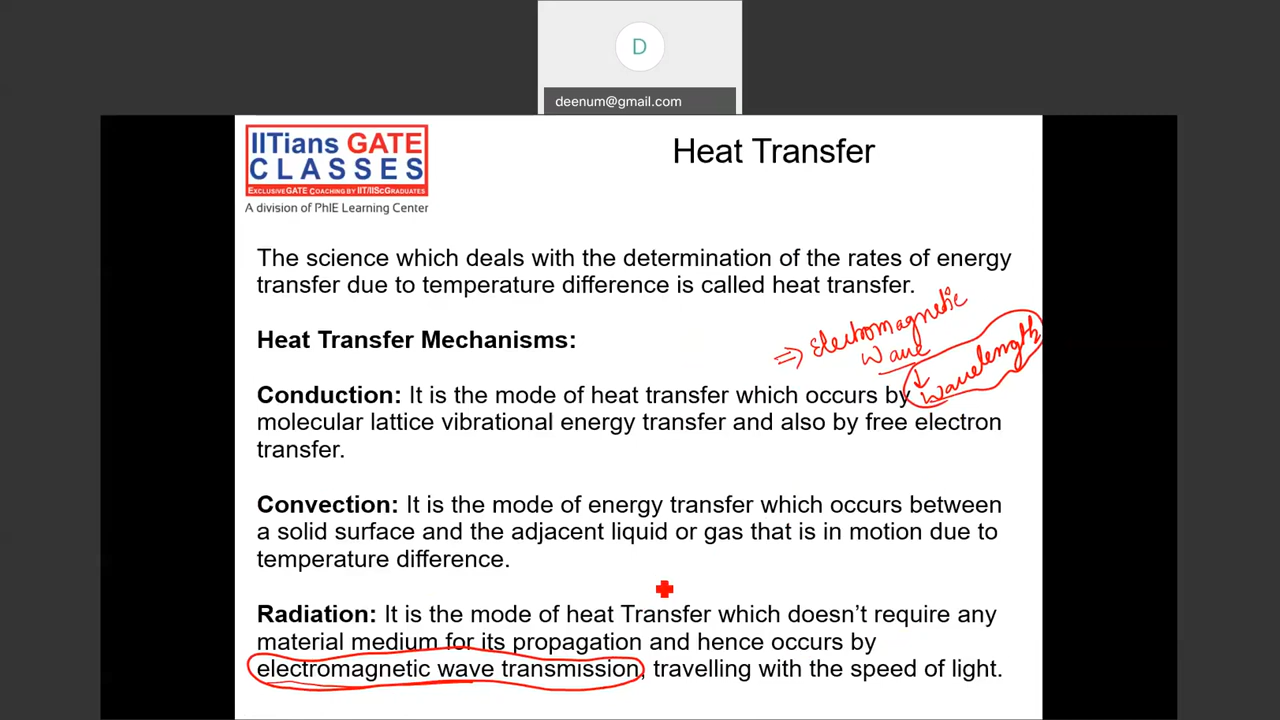 D
deenum@gmail.com
IITians GATE
CLASSES
EXCLUSIVE GATE COACHING BY IIT/IISc GRADUATES
A division of PhIE Learning Center
Heat Transfer
The science which deals with the determination of the rates of energy
transfer due to temperature difference is called heat transfer.
Heat Transfer Mechanisms:
⇒ Electromagnetic
Wave
↓
Wavelength
Conduction: It is the mode of heat transfer which occurs by
molecular lattice vibrational energy transfer and also by free electron
transfer.
Convection: It is the mode of energy transfer which occurs between
a solid surface and the adjacent liquid or gas that is in motion due to
temperature difference.
Radiation: It is the mode of heat Transfer which doesn’t require any
material medium for its propagation and hence occurs by
electromagnetic wave transmission, travelling with the speed of light.